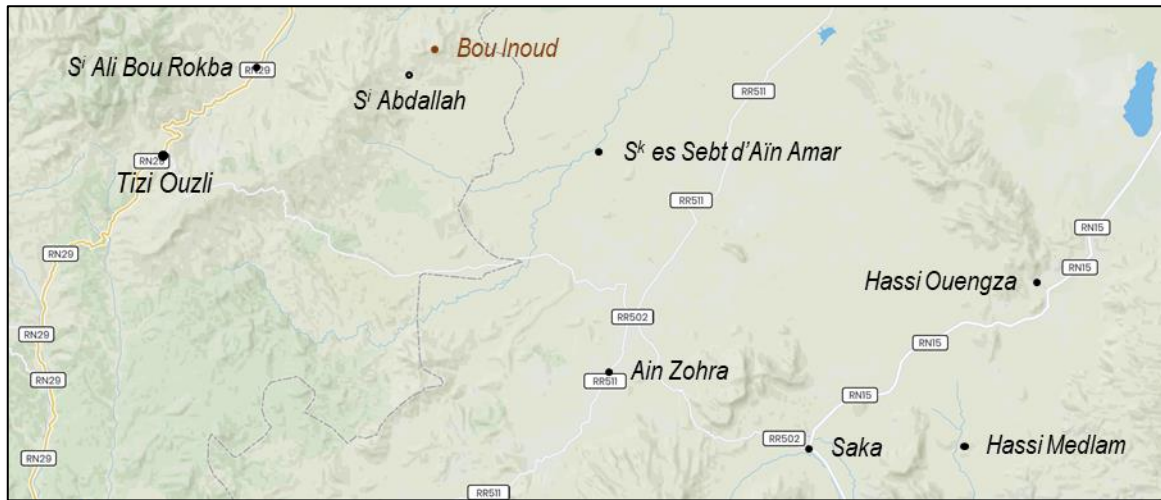 Bou Inoud
Sⁱ Ali Bou Rokba
RN29
Sⁱ Abdallah
RR511
Sᵏ es Sebt d'Aïn Amar
RN29
Tizi Ouzli
RR511
RN15
RN29
RN15
Hassi Ouengza
RR502
RN29
RN15
Ain Zohra
RN29
RR511
RN15
RR502
Saka
Hassi Medlam
RN29
RR511